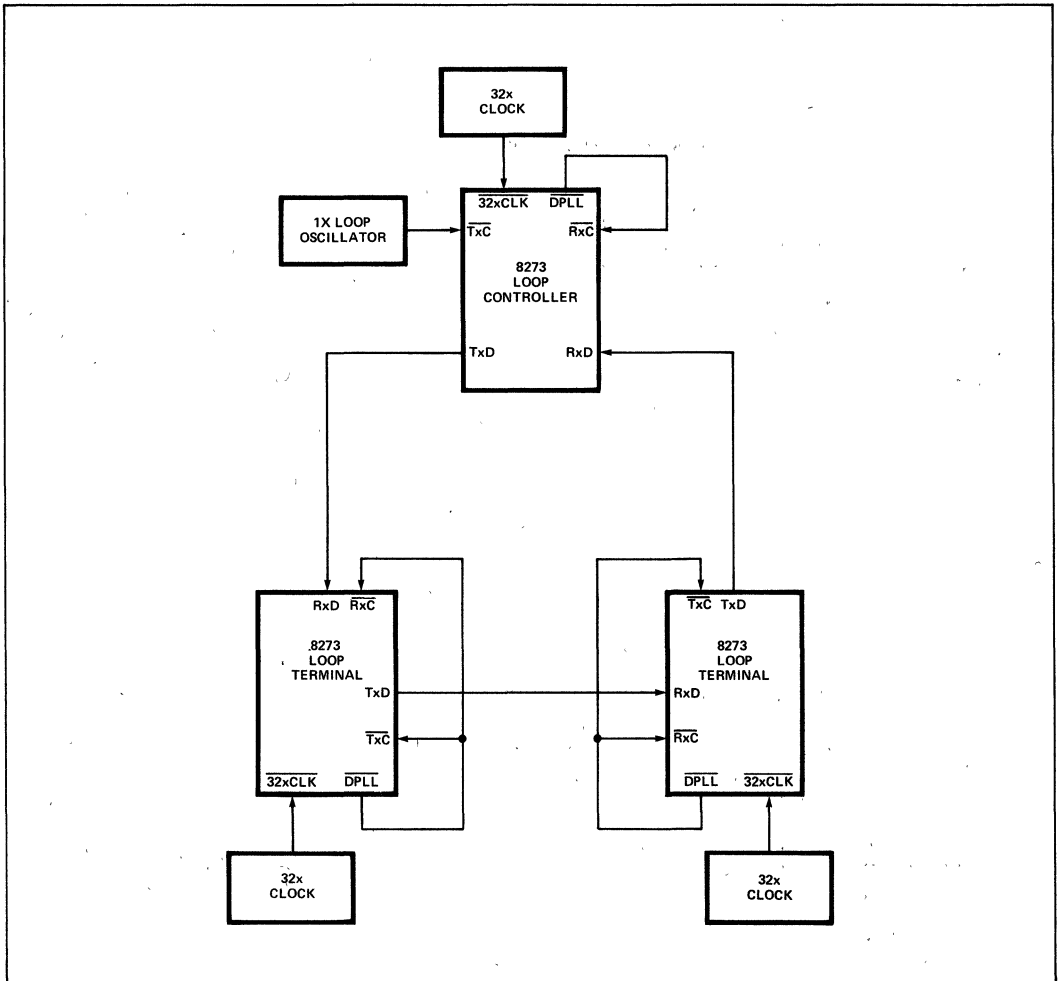 32x
CLOCK
1X LOOP
OSCILLATOR
32xCLK DPLL
TxC RxC
8273
LOOP
CONTROLLER
TxD RxD
RxD RxC
8273
LOOP
TERMINAL
TxD
TxC
32xCLK DPLL
32x
CLOCK
TxC TxD
8273
LOOP
TERMINAL
RxD
RxC
DPLL 32xCLK
32x
CLOCK